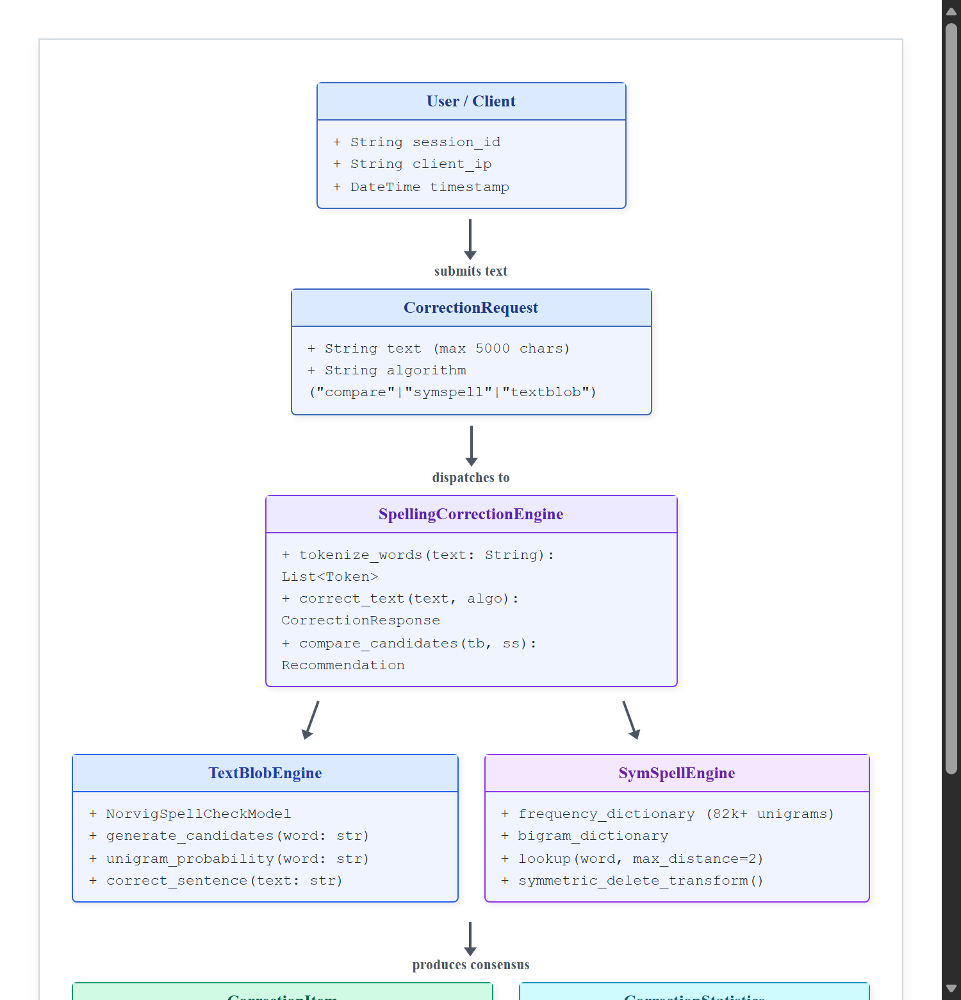 User / Client
+ String session_id
+ String client_ip
+ DateTime timestamp
submits text
CorrectionRequest
+ String text (max 5000 chars)
+ String algorithm
("compare"|"symspell"|"textblob")
dispatches to
SpellingCorrectionEngine
+ tokenize_words(text: String):
List<Token>
+ correct_text(text, algo):
CorrectionResponse
+ compare_candidates(tb, ss):
Recommendation
TextBlobEngine
+ NorvigSpellCheckModel
+ generate_candidates(word: str)
+ unigram_probability(word: str)
+ correct_sentence(text: str)
SymSpellEngine
+ frequency_dictionary (82k+ unigrams)
+ bigram_dictionary
+ lookup(word, max_distance=2)
+ symmetric_delete_transform()
produces consensus
CorrectionItem
CorrectionStatistics